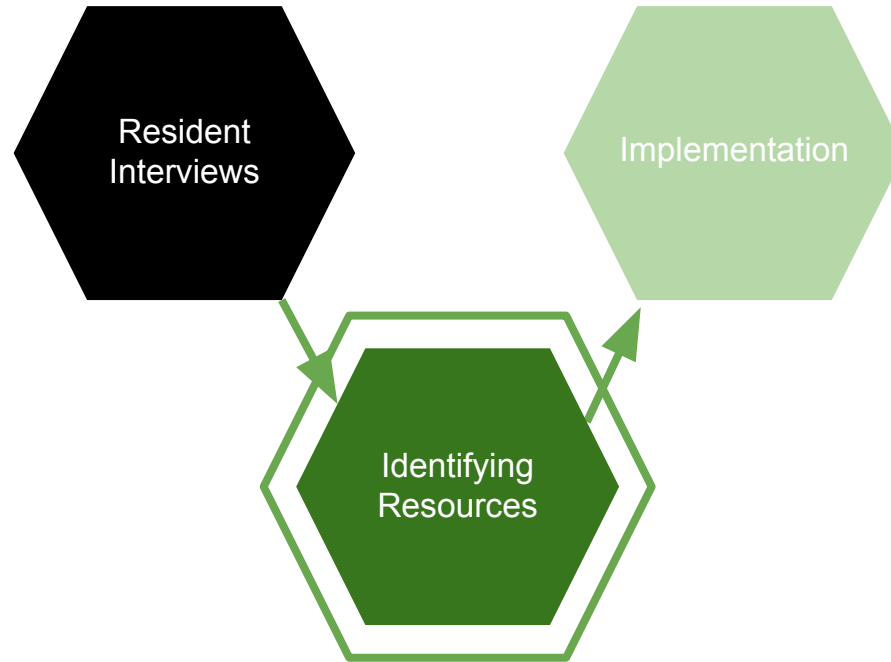 Resident
Interviews
Implementation
Identifying
Resources